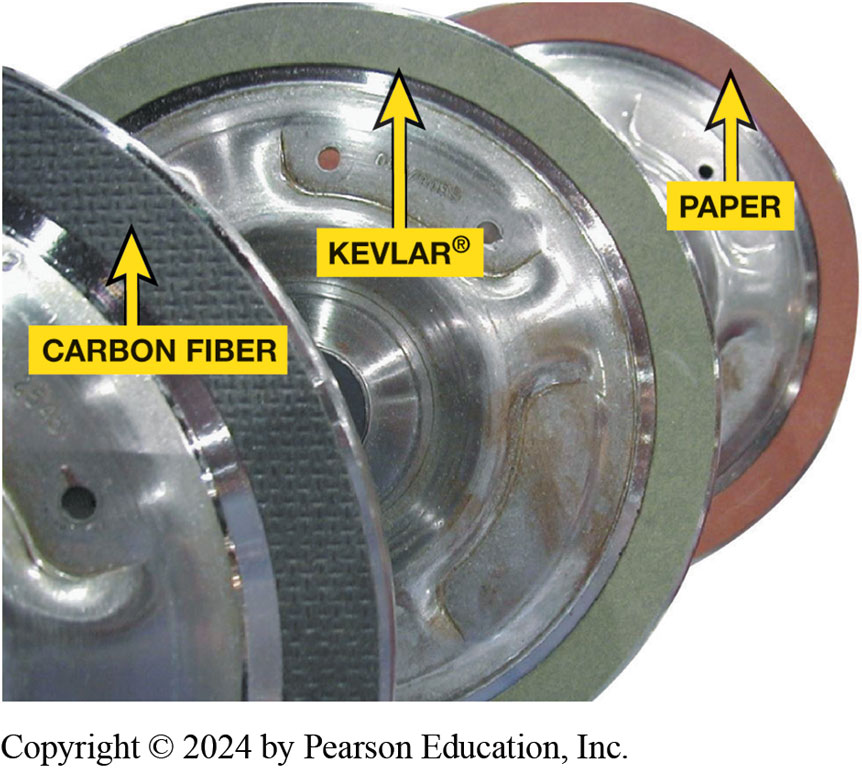 PAPER
KEVLAR®
CARBON FIBER
Copyright © 2024 by Pearson Education, Inc.